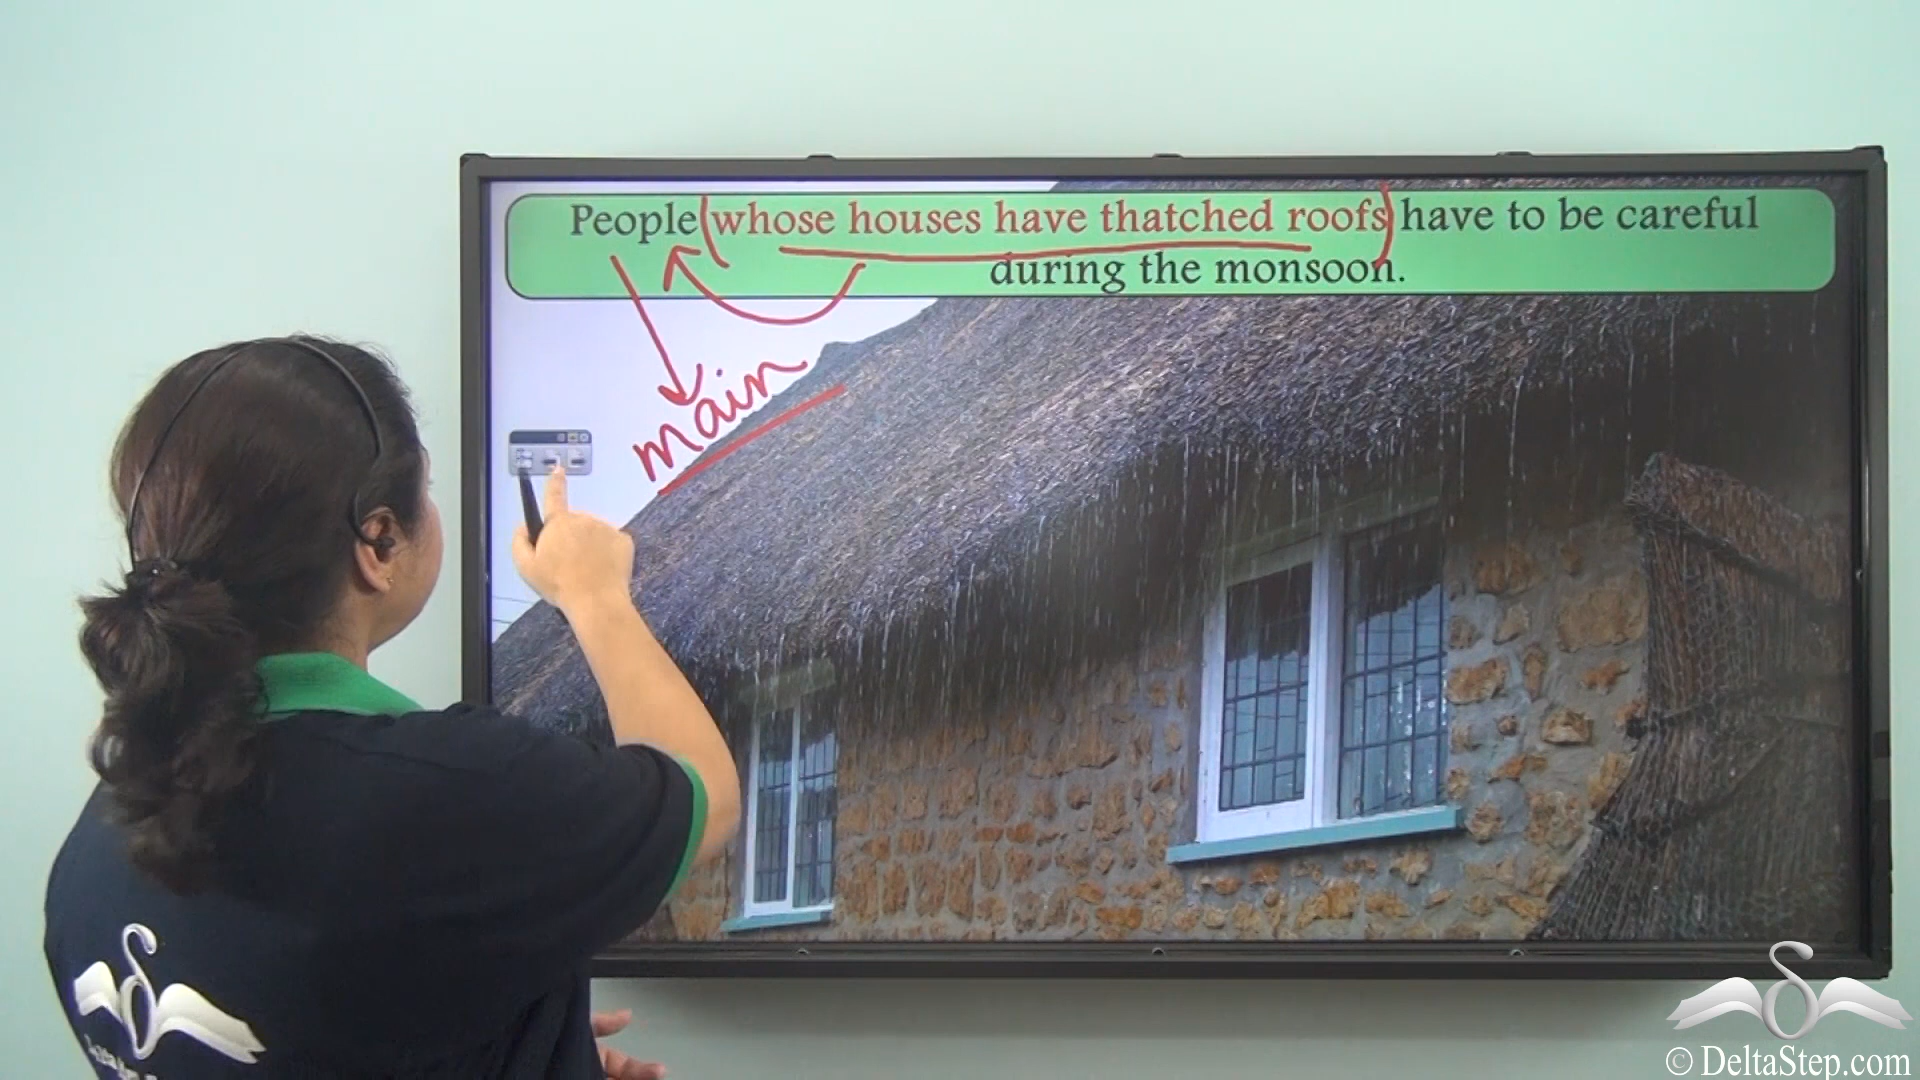 People (whose houses have thatched roofs) have to be careful
during the monsoon.
main
© DeltaStep.com